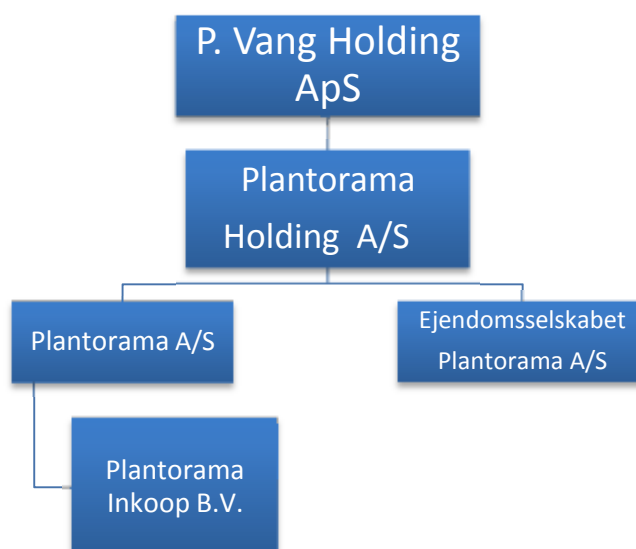 P. Vang Holding
ApS
Plantorama
Holding A/S
Plantorama A/S
Ejendomsselskabet
Plantorama A/S
Plantorama
Inkoop B.V.